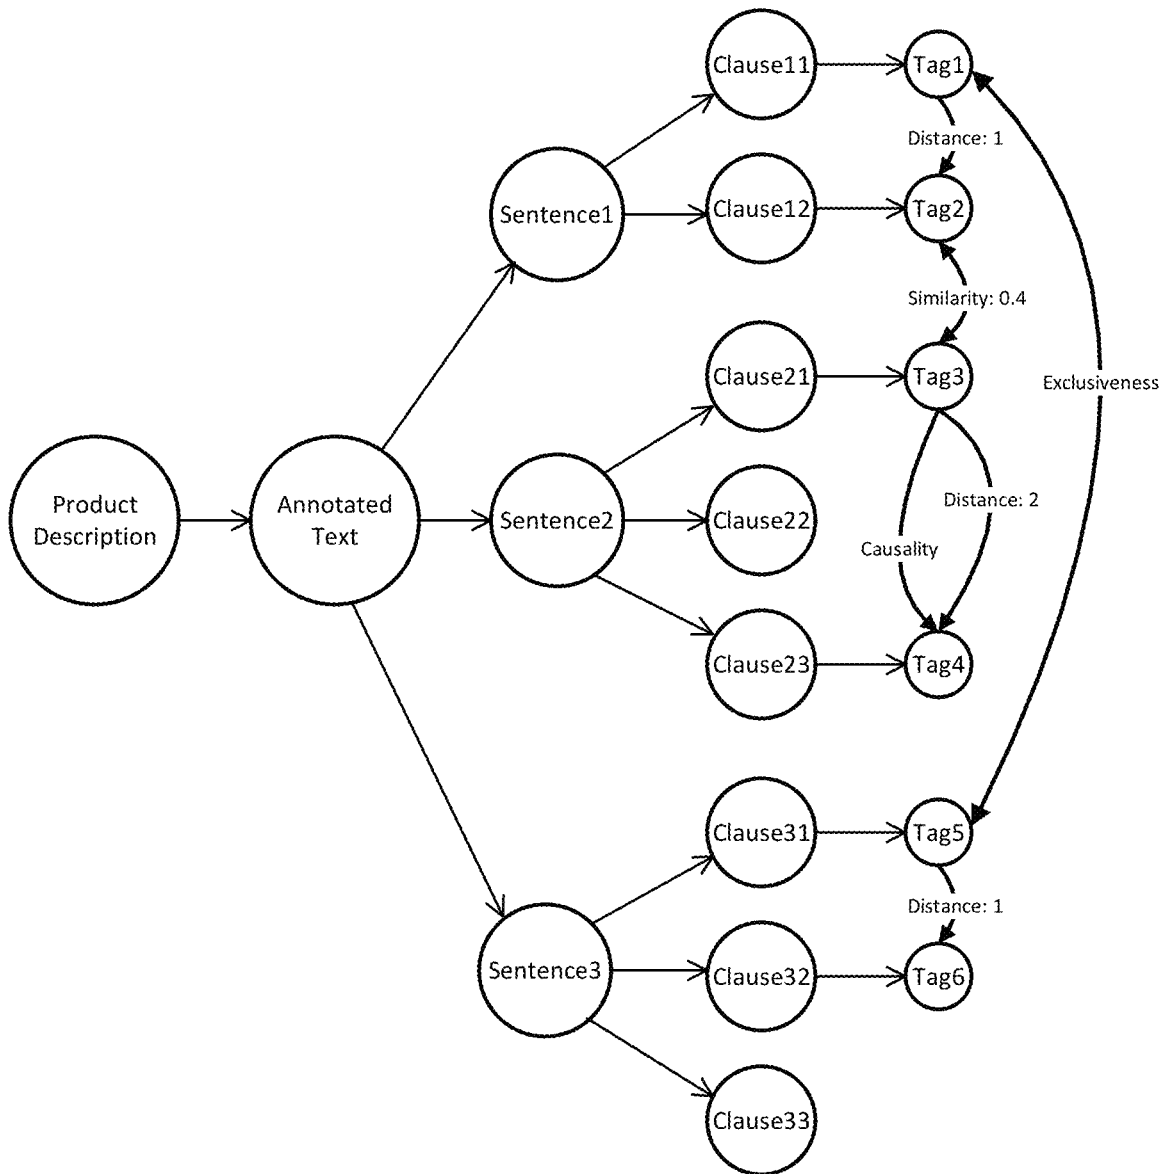 Clause11
Tag1
Distance: 1
Sentence1
Clause12
Tag2
Similarity: 0.4
Clause21
Tag3
Exclusiveness
Product
Description
Annotated
Text
Sentence2
Clause22
Distance: 2
Causality
Clause23
Tag4
Clause31
Tag5
Distance: 1
Sentence3
Clause32
Tag6
Clause33